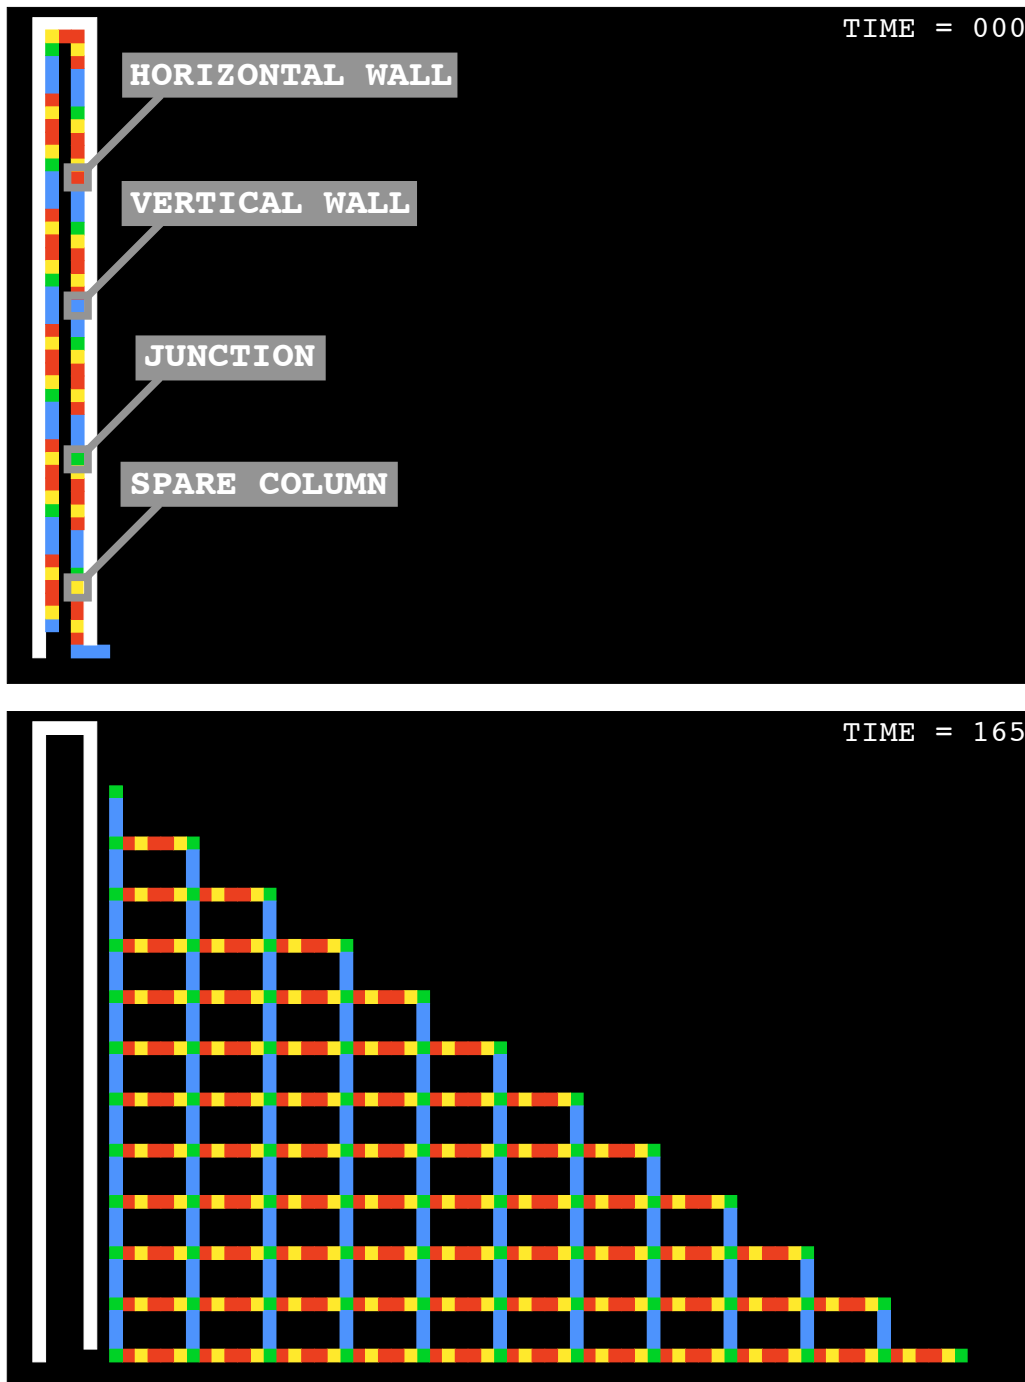 TIME = 000
HORIZONTAL WALL
VERTICAL WALL
JUNCTION
SPARE COLUMN
TIME = 165